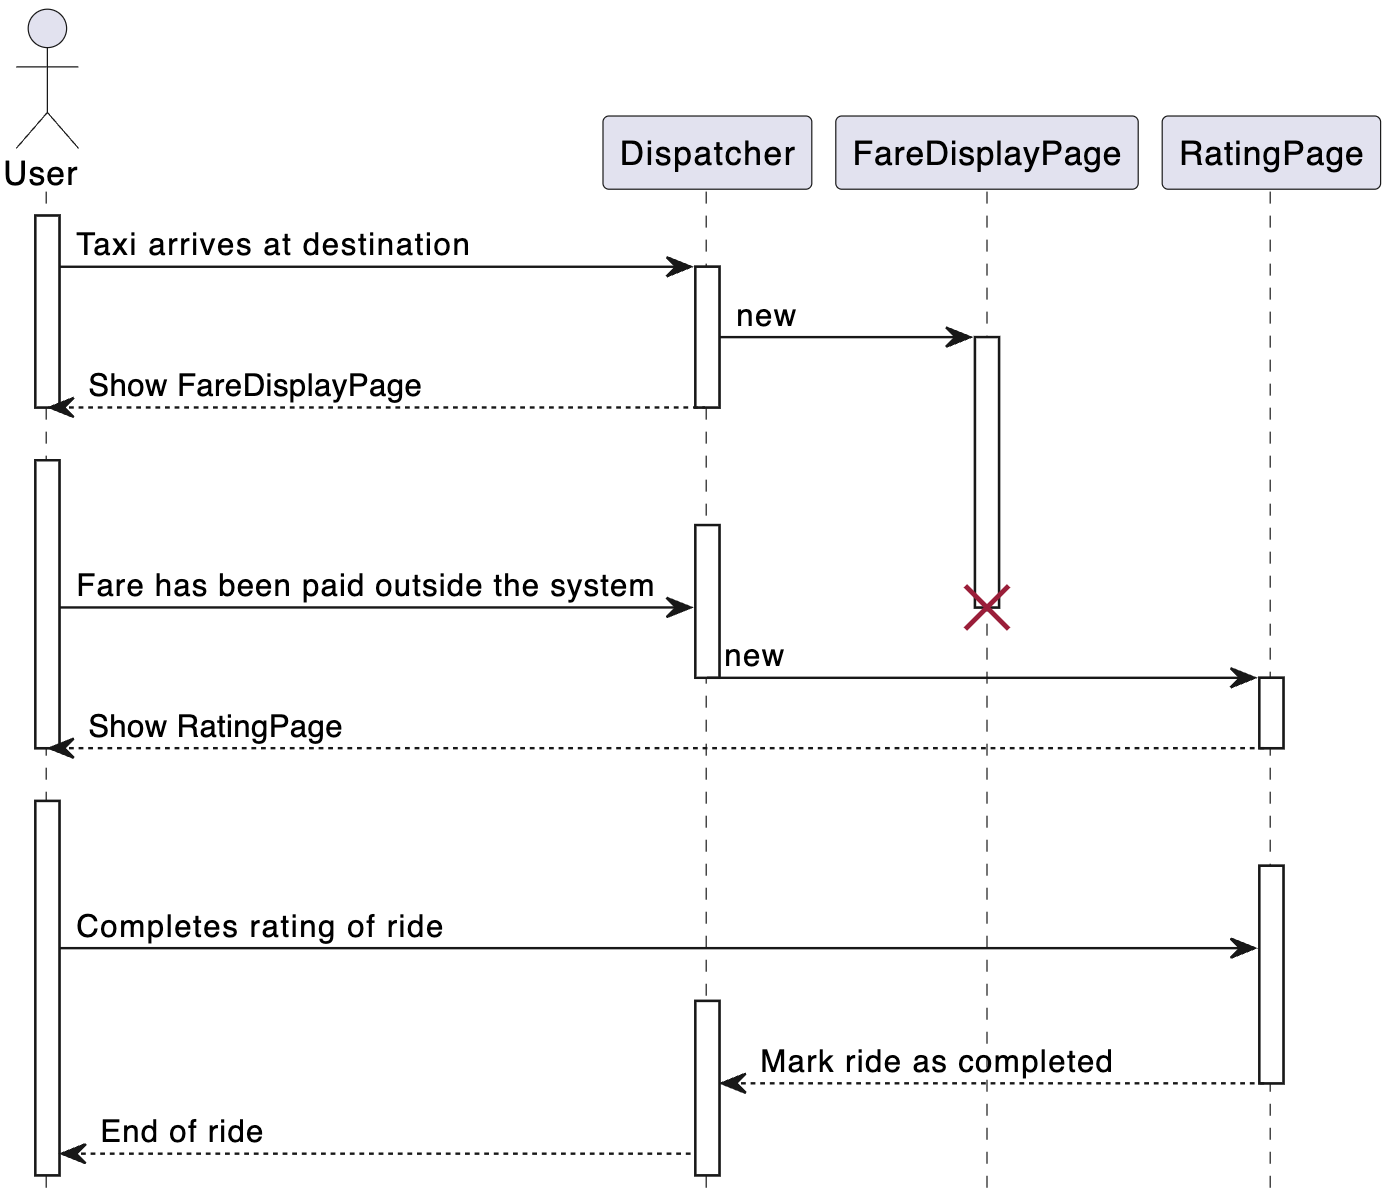 User
Dispatcher
FareDisplayPage
RatingPage
Taxi arrives at destination
new
Show FareDisplayPage
Fare has been paid outside the system
new
Show RatingPage
Completes rating of ride
Mark ride as completed
End of ride